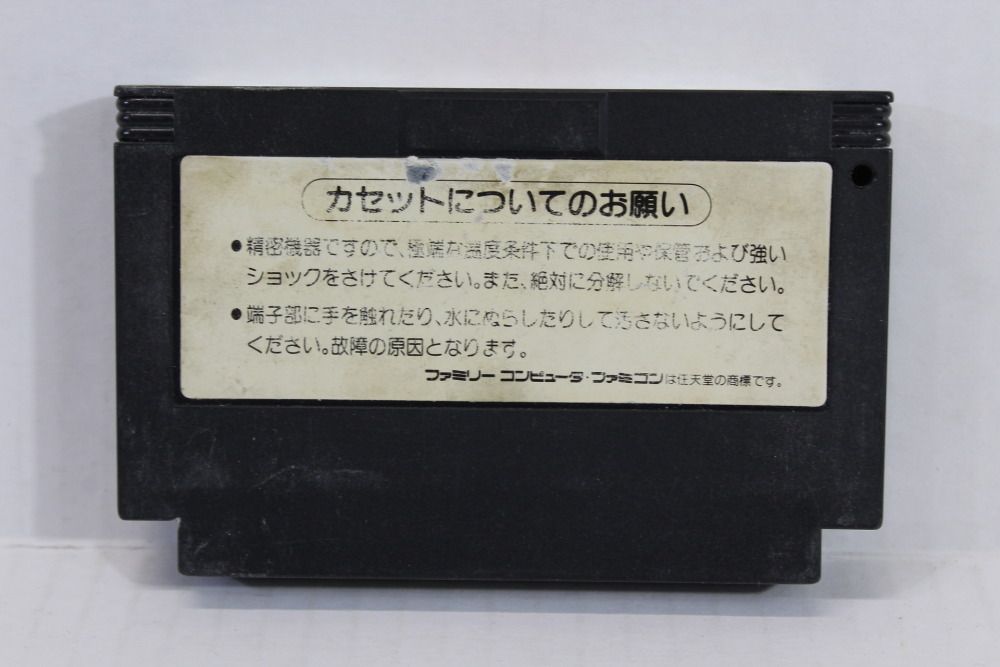 カセットについてのお願い
●精密機器ですので、極端な温度条件下での使用や保管および強い
ショックをさけてください。また、絶対に分解しないでください。
●端子部に手を触れたり、水にぬらしたりして汚さないようにして
ください。故障の原因となります。
ファミリー コンピュータ・ファミコンは任天堂の商標です。